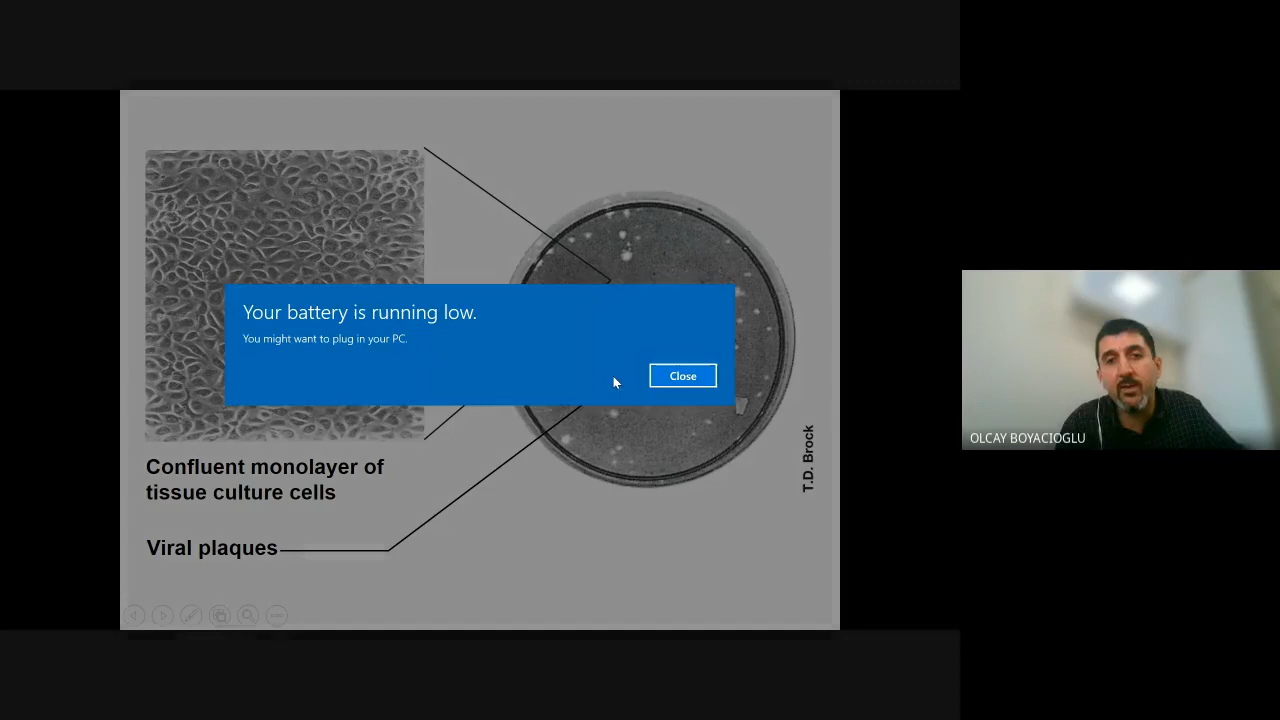 Your battery is running low.
You might want to plug in your PC.
Close
Confluent monolayer of
tissue culture cells
Viral plaques
T.D. Brock
OLCAY BOYACIOGLU